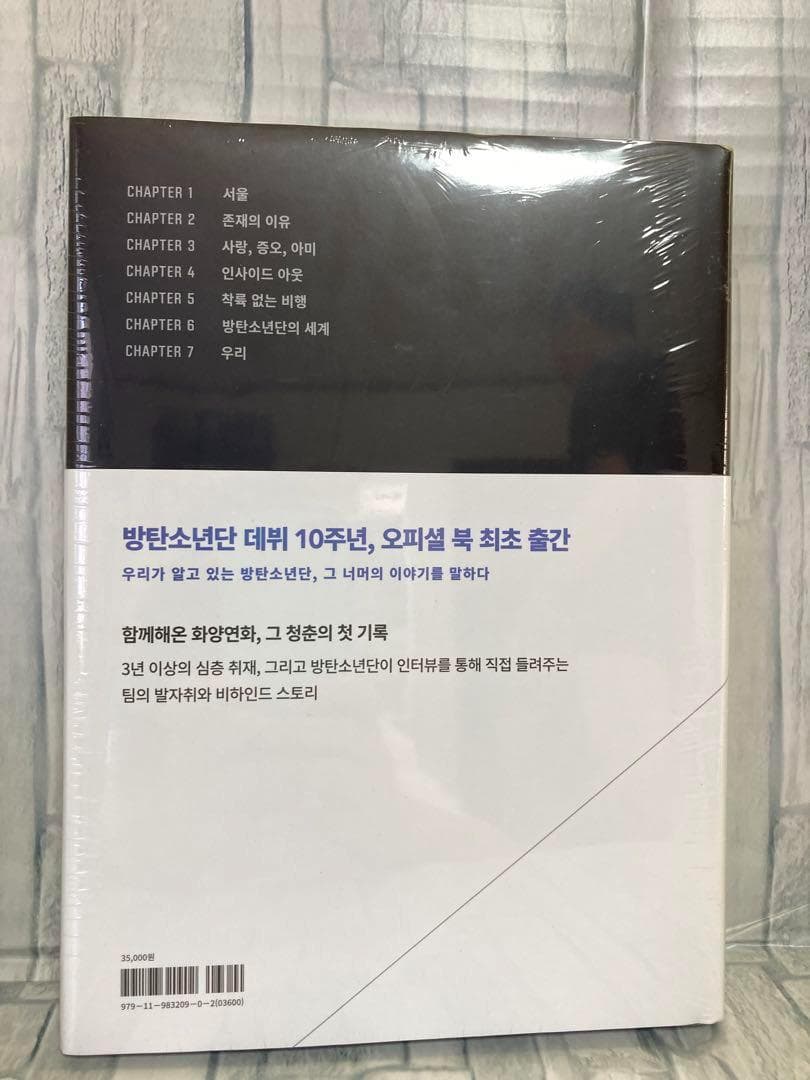 CHAPTER 1 서울
CHAPTER 2 존재의 이유
CHAPTER 3 사랑, 증오, 아미
CHAPTER 4 인사이드 아웃
CHAPTER 5 착륙 없는 비행
CHAPTER 6 방탄소년단의 세계
CHAPTER 7 우리
방탄소년단 데뷔 10주년, 오피셜 북 최초 출간
우리가 알고 있는 방탄소년단, 그 너머의 이야기를 말하다
함께해온 화양연화, 그 청춘의 첫 기록
3년 이상의 심층 취재, 그리고 방탄소년단이 인터뷰를 통해 직접 들려주는
팀의 발자취와 비하인드 스토리
35,000원
979-11-983209-0-2(03600)